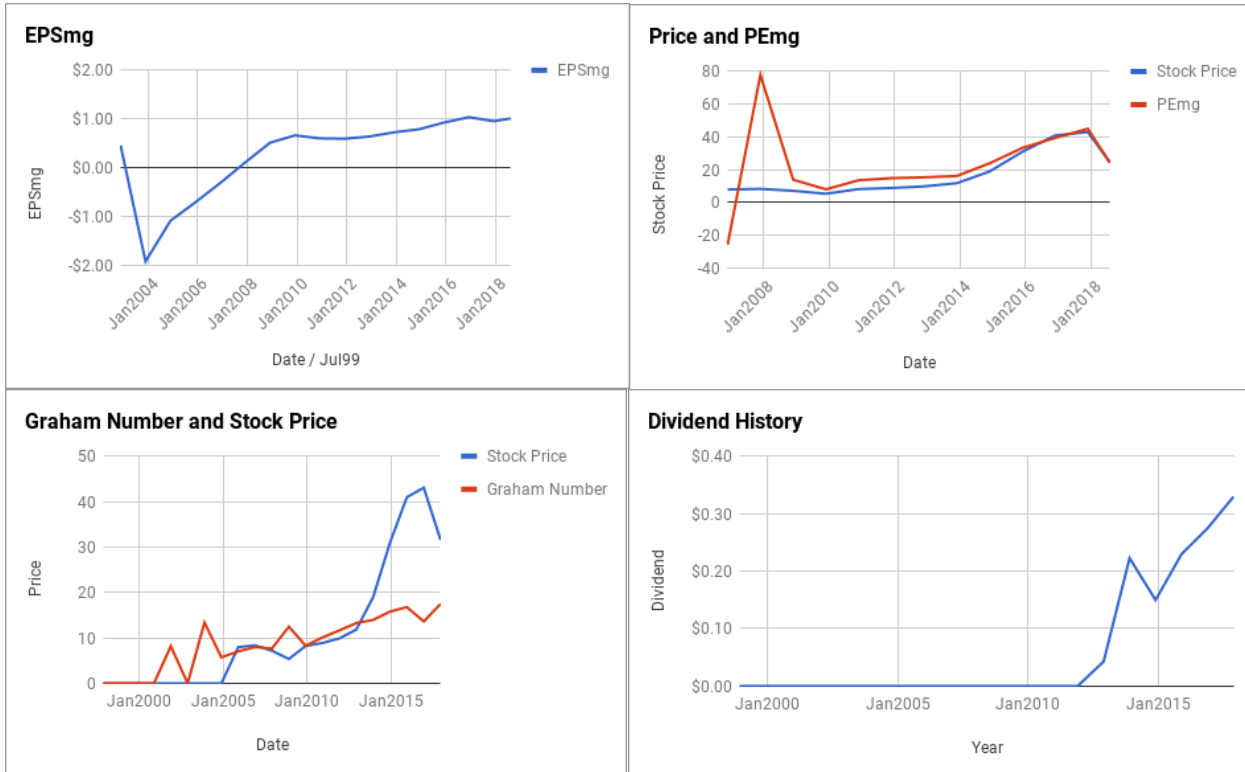 EPSmg
EPSmg
$2.00
$1.00
$0.00
-$1.00
-$2.00
EPSmg
Jan2004
Jan2006
Jan2008
Jan2010
Jan2012
Jan2014
Jan2016
Jan2018
Date / Jul99
Price and PEmg
Stock Price
PEmg
80
60
40
20
0
-20
-40
Stock Price
Jan2008
Jan2010
Jan2012
Jan2014
Jan2016
Jan2018
Date
Graham Number and Stock Price
Stock Price
Graham Number
50
40
30
20
10
0
Price
Jan2000
Jan2005
Jan2010
Jan2015
Date
Dividend History
$0.40
$0.30
$0.20
$0.10
$0.00
Dividend
Jan2000
Jan2005
Jan2010
Jan2015
Year